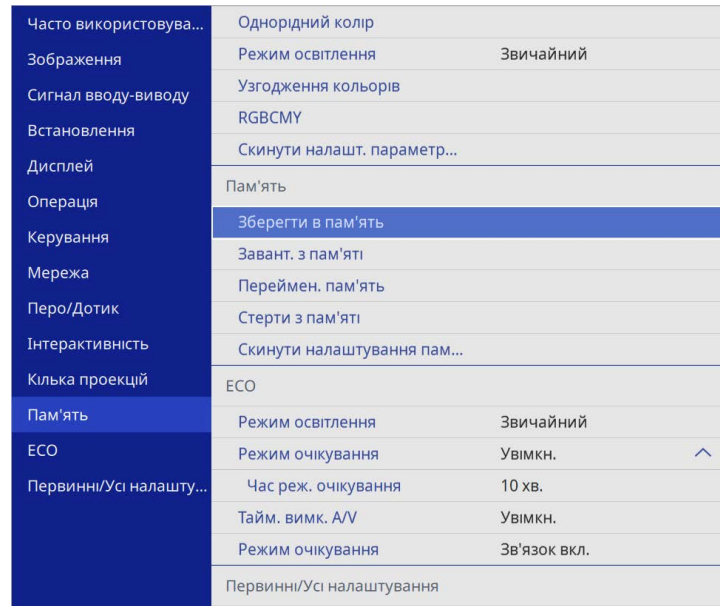 Часто використовува...
Зображення
Сигнал вводу-виводу
Встановлення
Дисплей
Операція
Керування
Мережа
Перо/Дотик
Інтерактивність
Кілька проекцій
Пам'ять
ECO
Первинні/Усі налашту...
Однорідний колір
Режим освітлення Звичайний
Узгодження кольорів
RGBCMY
Скинути налашт. параметр...
Пам'ять
Зберегти в пам'ять
Завант. з пам'яті
Переймен. пам'ять
Стерти з пам'яті
Скинути налаштування пам...
ECO
Режим освітлення Звичайний
Режим очікування Увімкн.
Час реж. очікування 10 хв.
Тайм. вимк. A/V Увімкн.
Режим очікування Зв'язок вкл.
Первинні/Усі налаштування